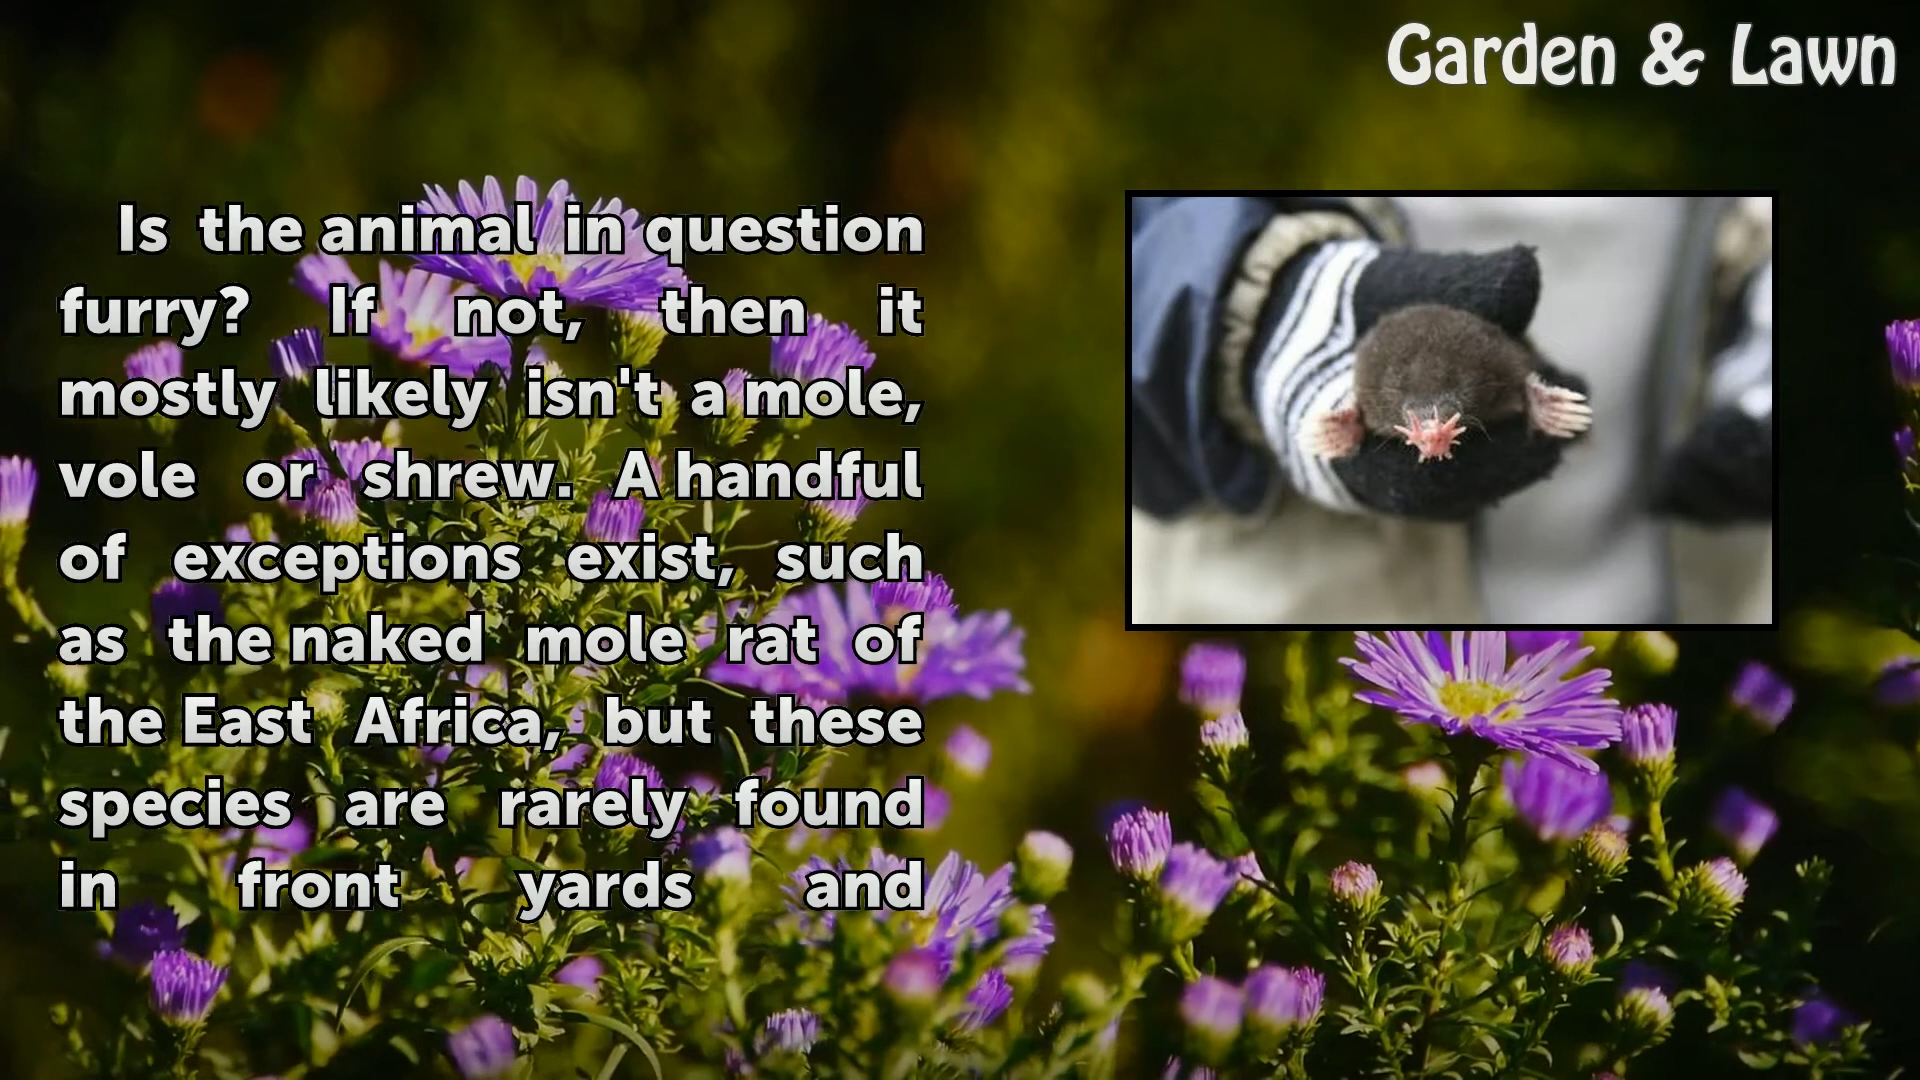 Garden & Lawn
Is the animal in question
furry? If not, then it
mostly likely isn't a mole,
vole or shrew. A handful
of exceptions exist, such
as the naked mole rat of
the East Africa, but these
species are rarely found
in front yards and